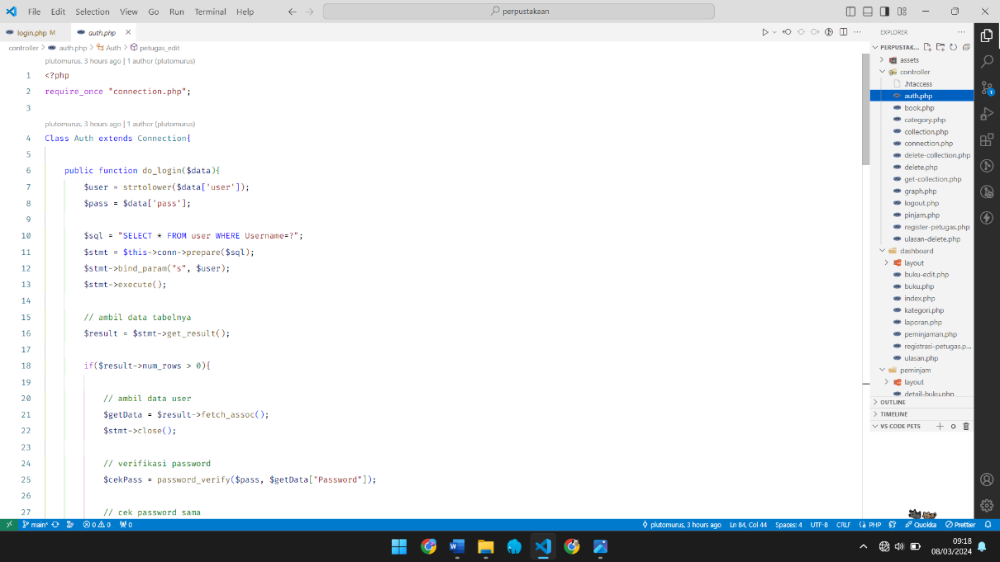 File Edit Selection View Go Run Terminal Help
perpustakaan
login.php M
auth.php
controller > auth.php > Auth > petugas_edit
plutomurus, 3 hours ago | 1 author (plutomurus)
1 <?php
2 require_once "connection.php";
3
plutomurus, 3 hours ago | 1 author (plutomurus)
4 Class Auth extends Connection{
5
6 public function do_login($data){
7 $user = strtolower($data['user']);
8 $pass = $data['pass'];
9
10 $sql = "SELECT * FROM user WHERE Username=?";
11 $stmt = $this->conn->prepare($sql);
12 $stmt->bind_param("s", $user);
13 $stmt->execute();
14
15 // ambil data tabelnya
16 $result = $stmt->get_result();
17
18 if($result->num_rows > 0){
19
20 // ambil data user
21 $getData = $result->fetch_assoc();
22 $stmt->close();
23
24 // verifikasi password
25 $cekPass = password_verify($pass, $getData["Password"]);
26
27 // cek password sama
EXPLORER
PERPUSTAK...
assets
controller
.htaccess
auth.php
book.php
category.php
collection.php
connection.php
delete-collection.php
delete.php
get-collection.php
graph.php
logout.php
pinjam.php
register-petugas.php
ulasan-delete.php
dashboard
layout
buku-edit.php
buku.php
index.php
kategori.php
laporan.php
peminjaman.php
registrasi-petugas.p...
ulasan.php
peminjam
layout
detail-buku.php
OUTLINE
TIMELINE
VS CODE PETS
1
main* 0 0 0
plutomurus, 3 hours ago Ln 84, Col 44 Spaces: 4 UTF-8 CRLF PHP Quokka Prettier
09:18
08/03/2024